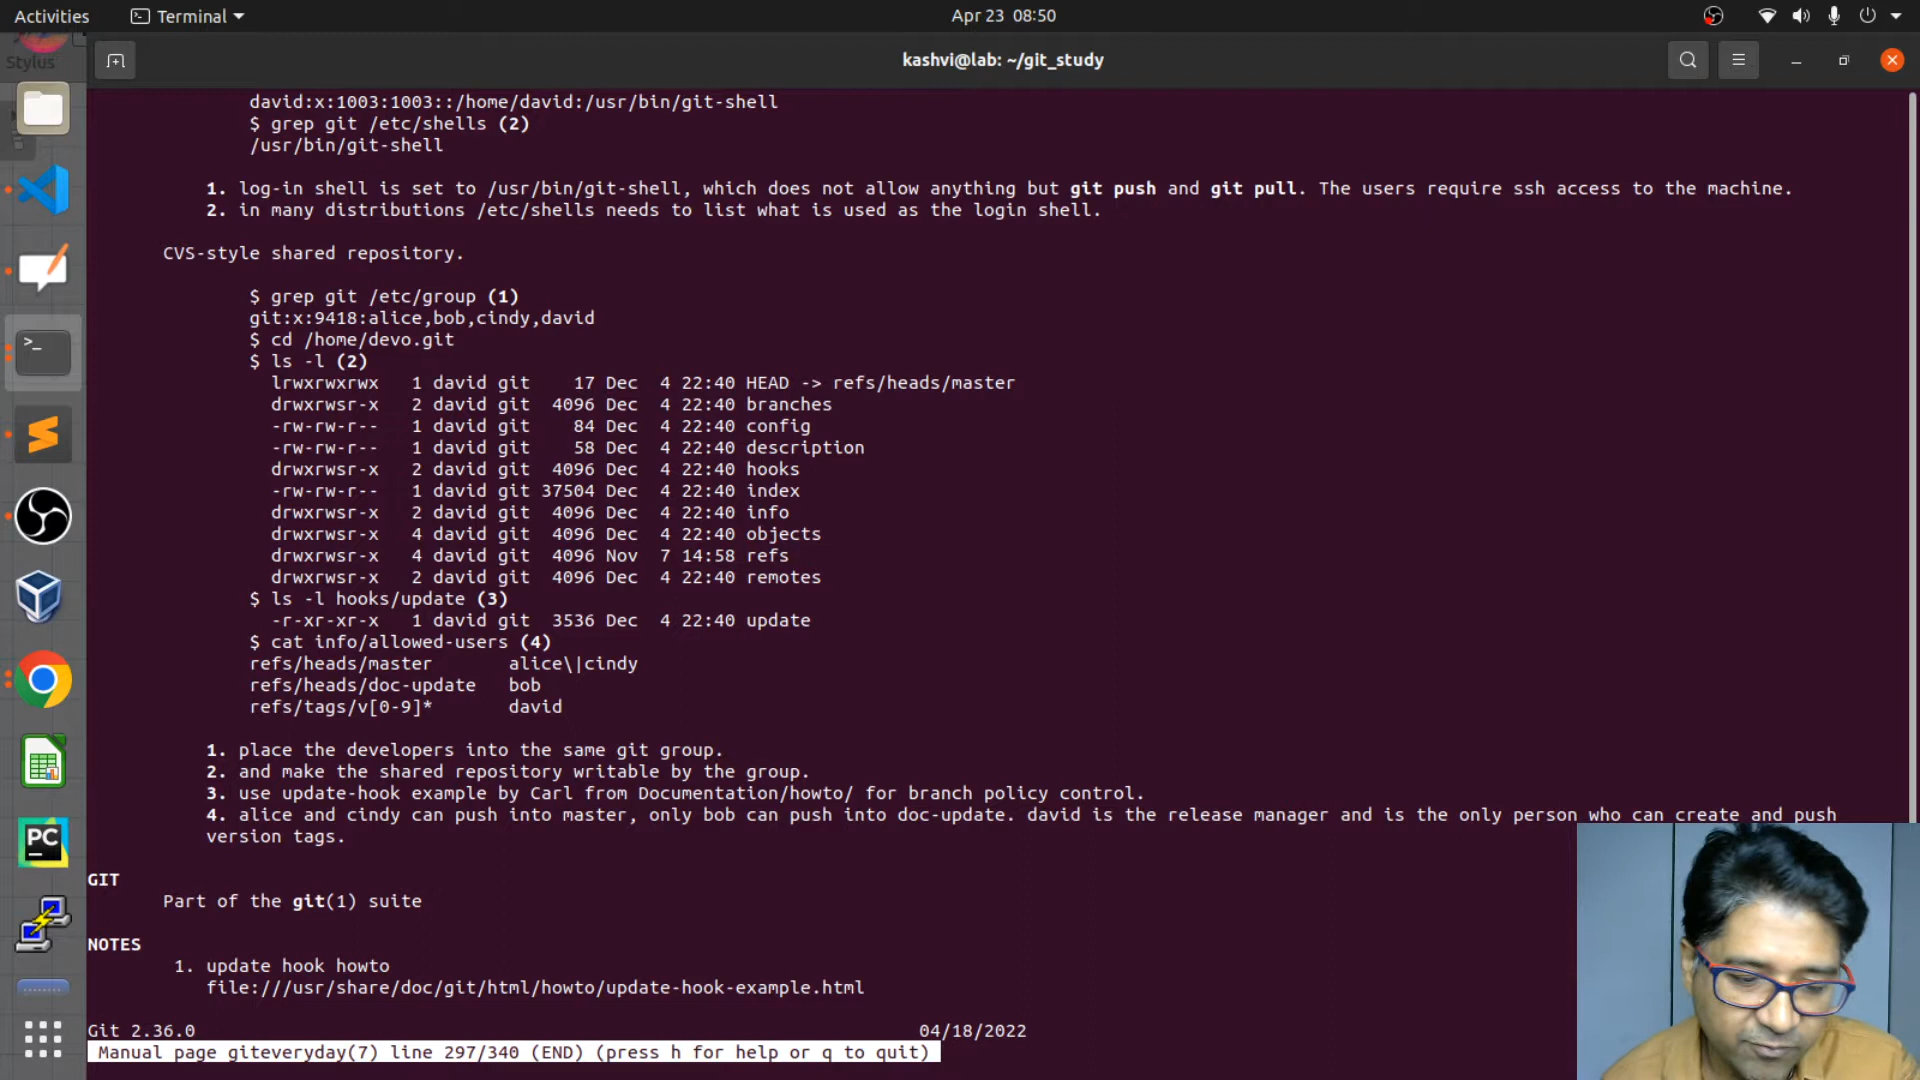 Activities Terminal Apr 23 08:50
Stylus
kashvi@lab: ~/git_study
david:x:1003:1003::/home/david:/usr/bin/git-shell
$ grep git /etc/shells (2)
/usr/bin/git-shell
1. log-in shell is set to /usr/bin/git-shell, which does not allow anything but git push and git pull. The users require ssh access to the machine.
2. in many distributions /etc/shells needs to list what is used as the login shell.
CVS-style shared repository.
$ grep git /etc/group (1)
git:x:9418:alice,bob,cindy,david
$ cd /home/devo.git
$ ls -l (2)
lrwxrwxrwx   1 david git    17 Dec  4 22:40 HEAD -> refs/heads/master
drwxrwsr-x   2 david git  4096 Dec  4 22:40 branches
-rw-rw-r--   1 david git    84 Dec  4 22:40 config
-rw-rw-r--   1 david git    58 Dec  4 22:40 description
drwxrwsr-x   2 david git  4096 Dec  4 22:40 hooks
-rw-rw-r--   1 david git 37504 Dec  4 22:40 index
drwxrwsr-x   2 david git  4096 Dec  4 22:40 info
drwxrwsr-x   4 david git  4096 Dec  4 22:40 objects
drwxrwsr-x   4 david git  4096 Nov  7 14:58 refs
drwxrwsr-x   2 david git  4096 Dec  4 22:40 remotes
$ ls -l hooks/update (3)
-r-xr-xr-x   1 david git  3536 Dec  4 22:40 update
$ cat info/allowed-users (4)
refs/heads/master       alice\|cindy
refs/heads/doc-update   bob
refs/tags/v[0-9]*       david
1. place the developers into the same git group.
2. and make the shared repository writable by the group.
3. use update-hook example by Carl from Documentation/howto/ for branch policy control.
4. alice and cindy can push into master, only bob can push into doc-update. david is the release manager and is the only person who can create and push
version tags.
GIT
Part of the git(1) suite
NOTES
1. update hook howto
file:///usr/share/doc/git/html/howto/update-hook-example.html
Git 2.36.0 04/18/2022
Manual page giteveryday(7) line 297/340 (END) (press h for help or q to quit)
PC